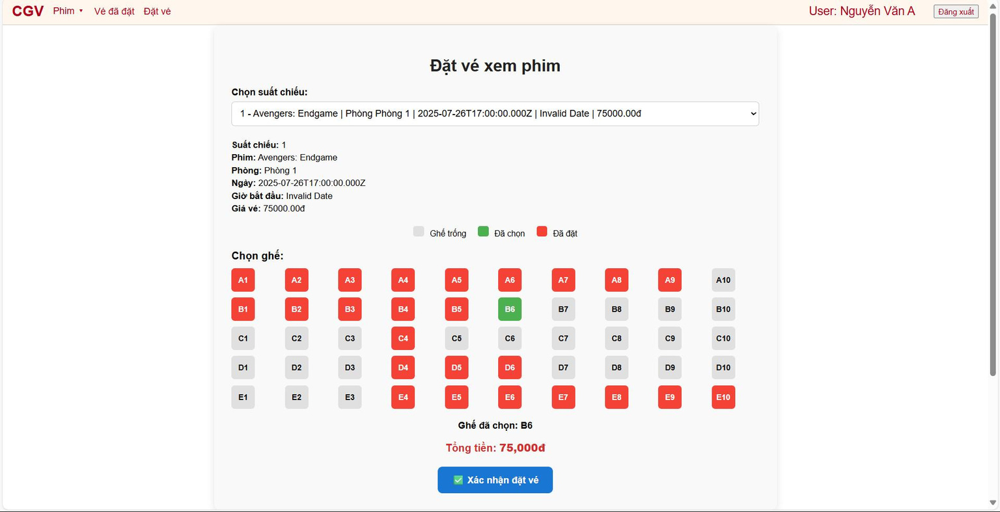 CGV Phim ▾ Vé đã đặt Đặt vé User: Nguyễn Văn A Đăng xuất
Đặt vé xem phim
Chọn suất chiếu:
1 - Avengers: Endgame | Phòng Phòng 1 | 2025-07-26T17:00:00.000Z | Invalid Date | 75000.00đ
Suất chiếu: 1
Phim: Avengers: Endgame
Phòng: Phòng 1
Ngày: 2025-07-26T17:00:00.000Z
Giờ bắt đầu: Invalid Date
Giá vé: 75000.00đ
Ghế trống Đã chọn Đã đặt
Chọn ghế:
A1 A2 A3 A4 A5 A6 A7 A8 A9 A10
B1 B2 B3 B4 B5 B6 B7 B8 B9 B10
C1 C2 C3 C4 C5 C6 C7 C8 C9 C10
D1 D2 D3 D4 D5 D6 D7 D8 D9 D10
E1 E2 E3 E4 E5 E6 E7 E8 E9 E10
Ghế đã chọn: B6
Tổng tiền: 75,000đ
✅ Xác nhận đặt vé